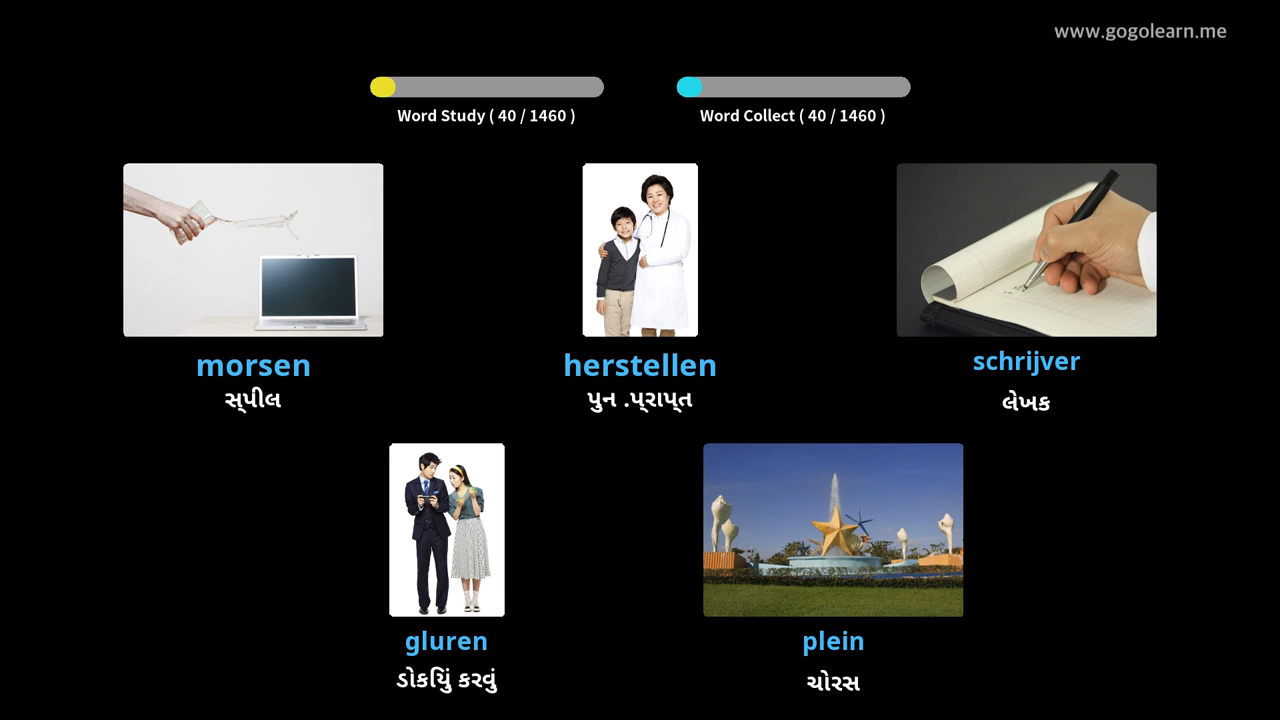 www.gogolearn.me
Word Study ( 40 / 1460 )
Word Collect ( 40 / 1460 )
morsen
સ્પીલ
herstellen
પુન .પ્રાપ્ત
schrijver
લેખક
gluren
ડોકિયું કરવું
plein
ચોરસ